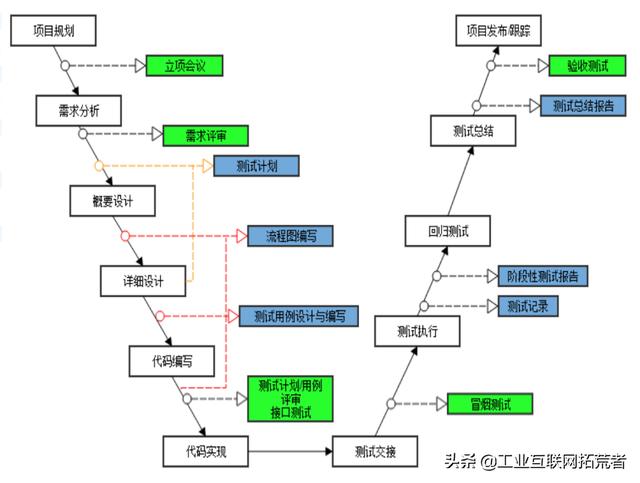 项目规划
立项会议
需求分析
需求评审
测试计划
概要设计
流程图编写
详细设计
测试用例设计与编写
代码编写
测试计划/用例
评审
接口测试
代码实现
测试交接
冒烟测试
测试执行
测试记录
阶段性测试报告
回归测试
测试总结
测试总结报告
验收测试
项目发布/跟踪
头条 @工业互联网拓荒者